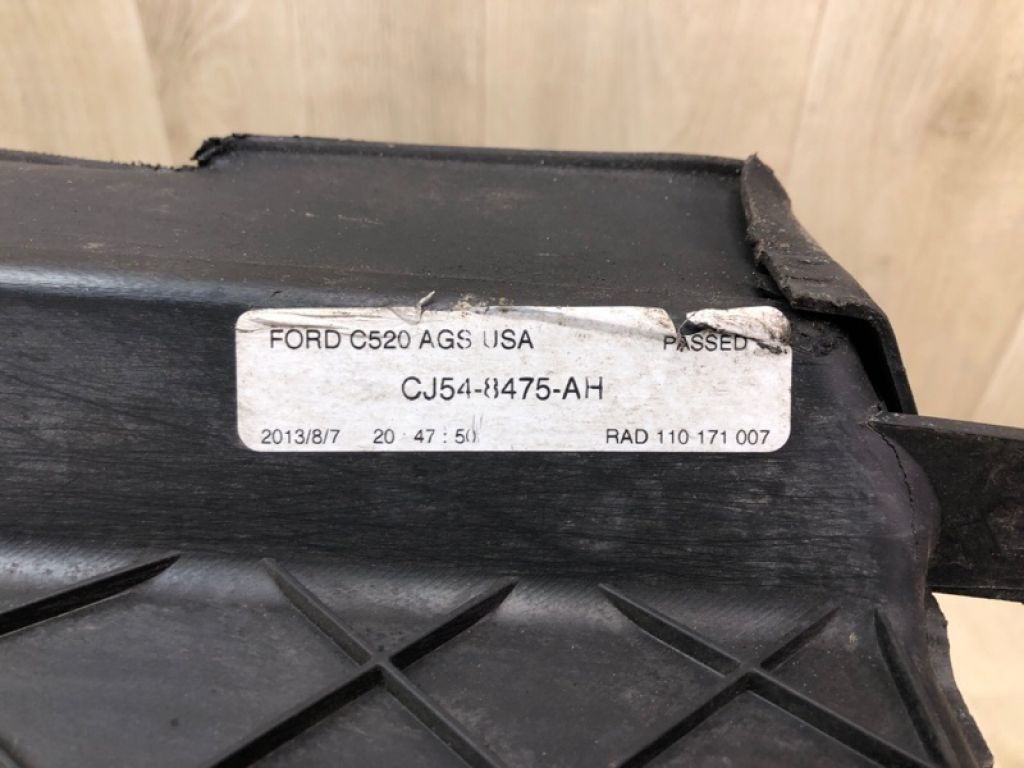 FORD C520 AGS USA PASSED
CJ54-8475-AH
2013/8/7 20:47:50 RAD 110 171 007